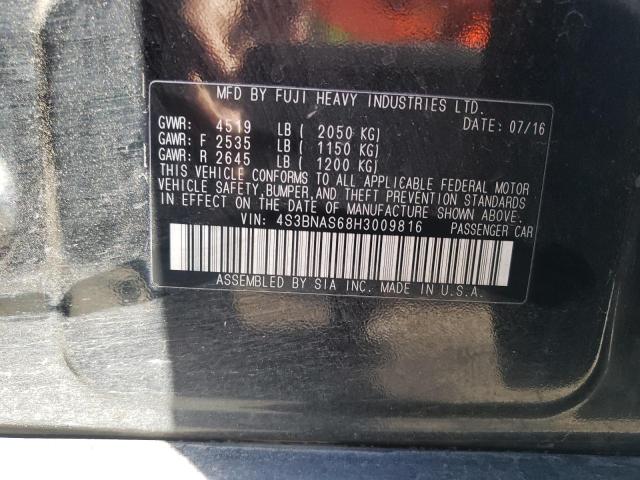 MFD BY FUJI HEAVY INDUSTRIES LTD.
DATE: 07/16
GVWR: 4519 LB ( 2050 KG)
GAWR: F 2535 LB ( 1150 KG)
GAWR: R 2645 LB ( 1200 KG)
THIS VEHICLE CONFORMS TO ALL APPLICABLE FEDERAL MOTOR
VEHICLE SAFETY, BUMPER, AND THEFT PREVENTION STANDARDS
IN EFFECT ON THE DATE OF MANUFACTURE SHOWN ABOVE.
VIN: 4S3BNAS68H3009816 PASSENGER CAR
ASSEMBLED BY SIA INC. MADE IN U.S.A.